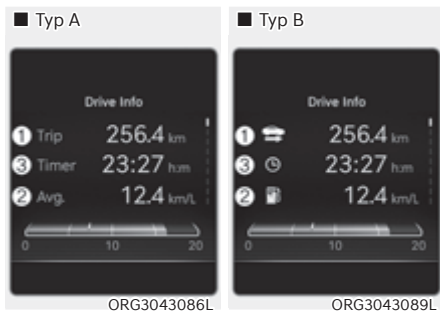 ■ Typ A
Drive Info
① Trip 256.4 km
③ Timer 23:27 h:m
② Avg. 12.4 km/L
0 10 20
ORG3043086L
■ Typ B
Drive Info
① 256.4 km
③ 23:27 h:m
② 12.4 km/L
0 10 20
ORG3043089L